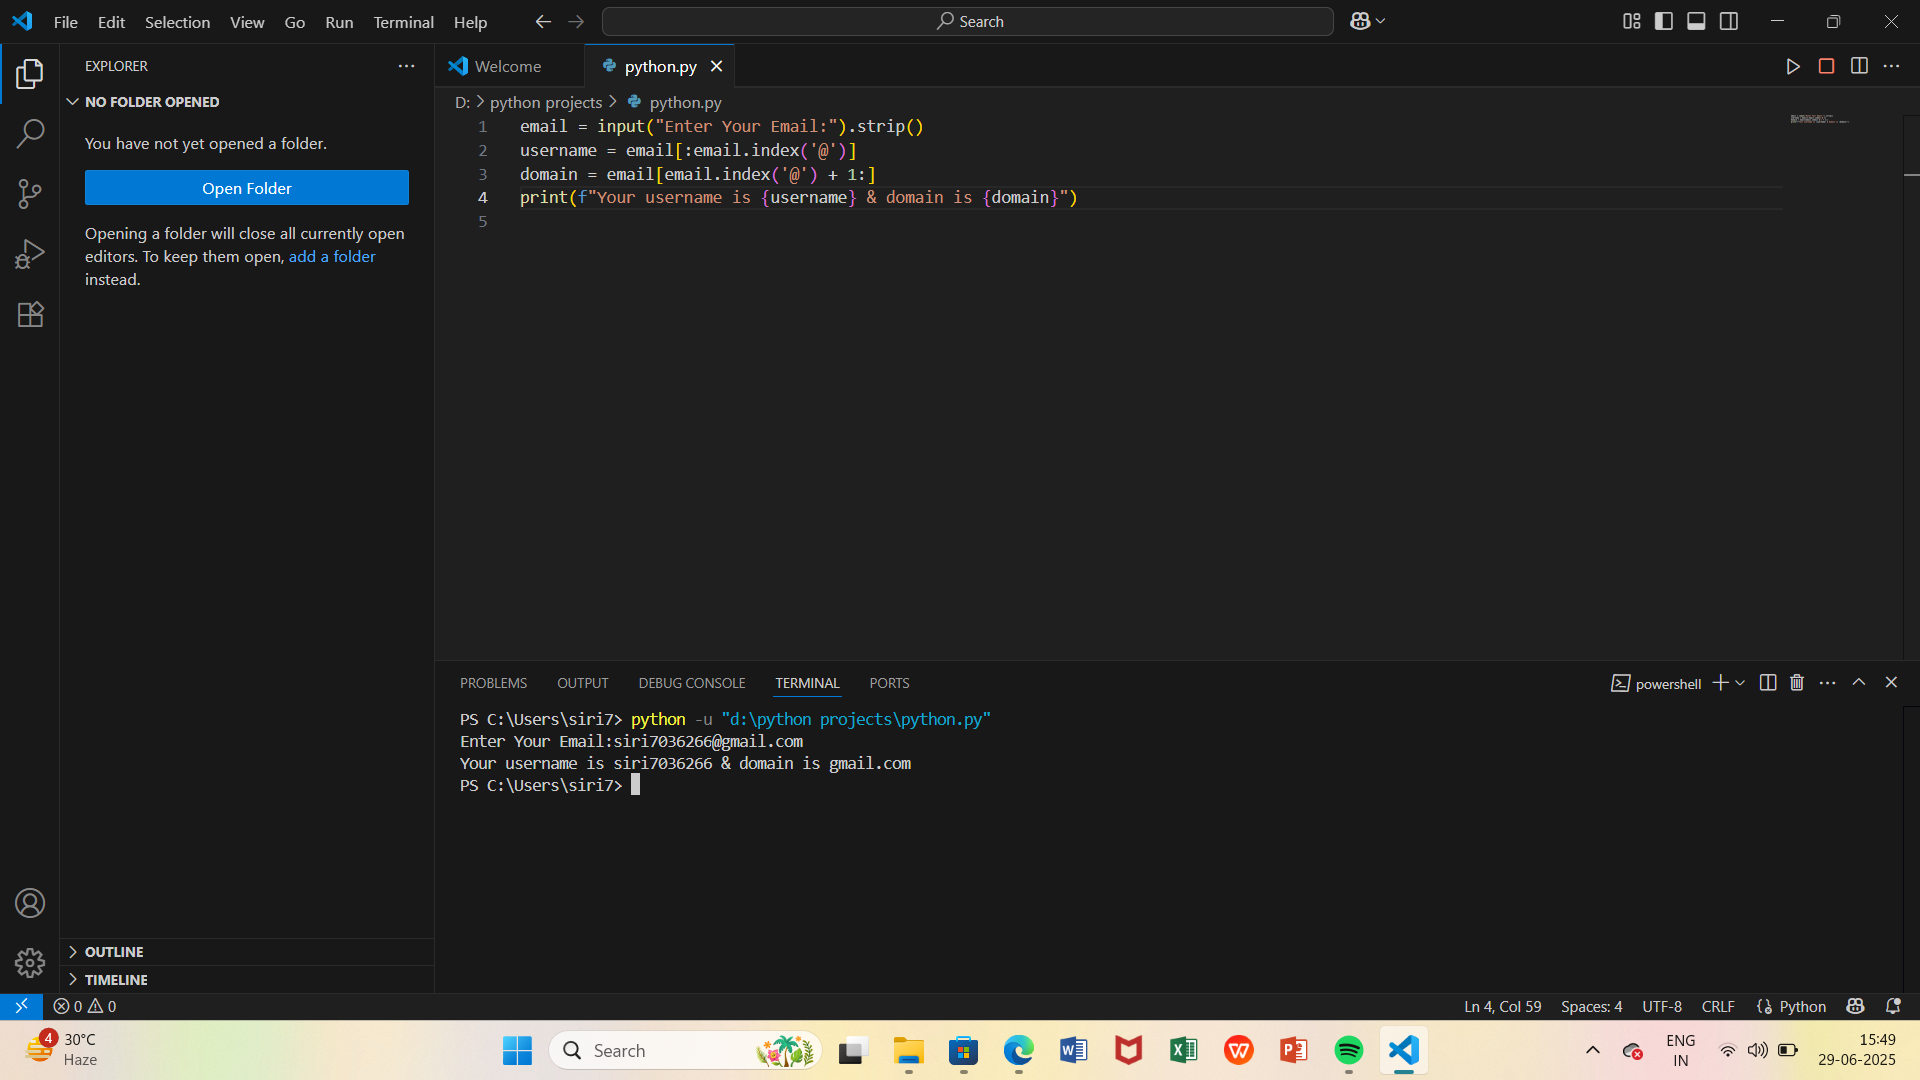 File Edit Selection View Go Run Terminal Help
Search
EXPLORER
NO FOLDER OPENED
You have not yet opened a folder.
Open Folder
Opening a folder will close all currently open
editors. To keep them open, add a folder
instead.
OUTLINE
TIMELINE
Welcome
python.py
D: > python projects > python.py
1 email = input("Enter Your Email:").strip()
2 username = email[:email.index('@')]
3 domain = email[email.index('@') + 1:]
4 print(f"Your username is {username} & domain is {domain}")
5
PROBLEMS OUTPUT DEBUG CONSOLE TERMINAL PORTS
powershell
PS C:\Users\siri7> python -u "d:\python projects\python.py"
Enter Your Email:siri7036266@gmail.com
Your username is siri7036266 & domain is gmail.com
PS C:\Users\siri7>
0 0
Ln 4, Col 59 Spaces: 4 UTF-8 CRLF {} Python
4
30°C
Haze
Search
ENG
IN
15:49
29-06-2025